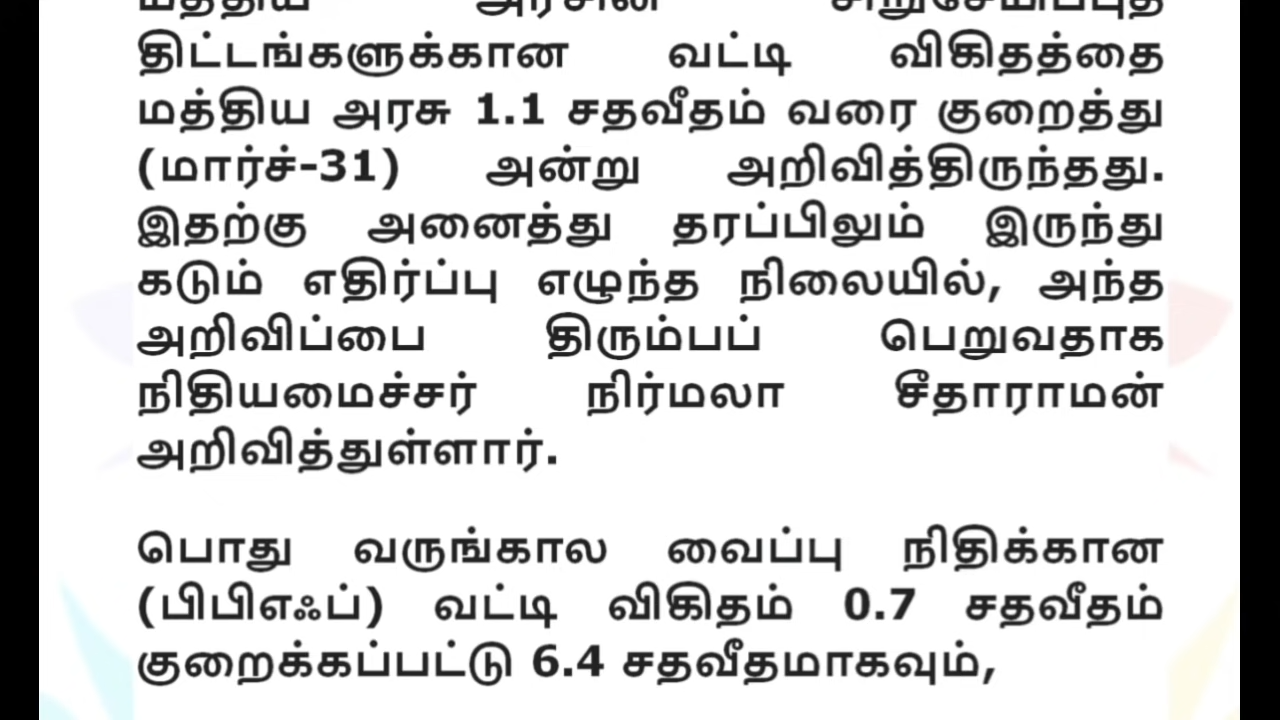 மத்திய அரசின் சிறுசேமிப்புத்
திட்டங்களுக்கான வட்டி விகிதத்தை
மத்திய அரசு 1.1 சதவீதம் வரை குறைத்து
(மார்ச்-31) அன்று அறிவித்திருந்தது.
இதற்கு அனைத்து தரப்பிலும் இருந்து
கடும் எதிர்ப்பு எழுந்த நிலையில், அந்த
அறிவிப்பை திரும்பப் பெறுவதாக
நிதியமைச்சர் நிர்மலா சீதாராமன்
அறிவித்துள்ளார்.
பொது வருங்கால வைப்பு நிதிக்கான
(பிபிஎஃப்) வட்டி விகிதம் 0.7 சதவீதம்
குறைக்கப்பட்டு 6.4 சதவீதமாகவும்,